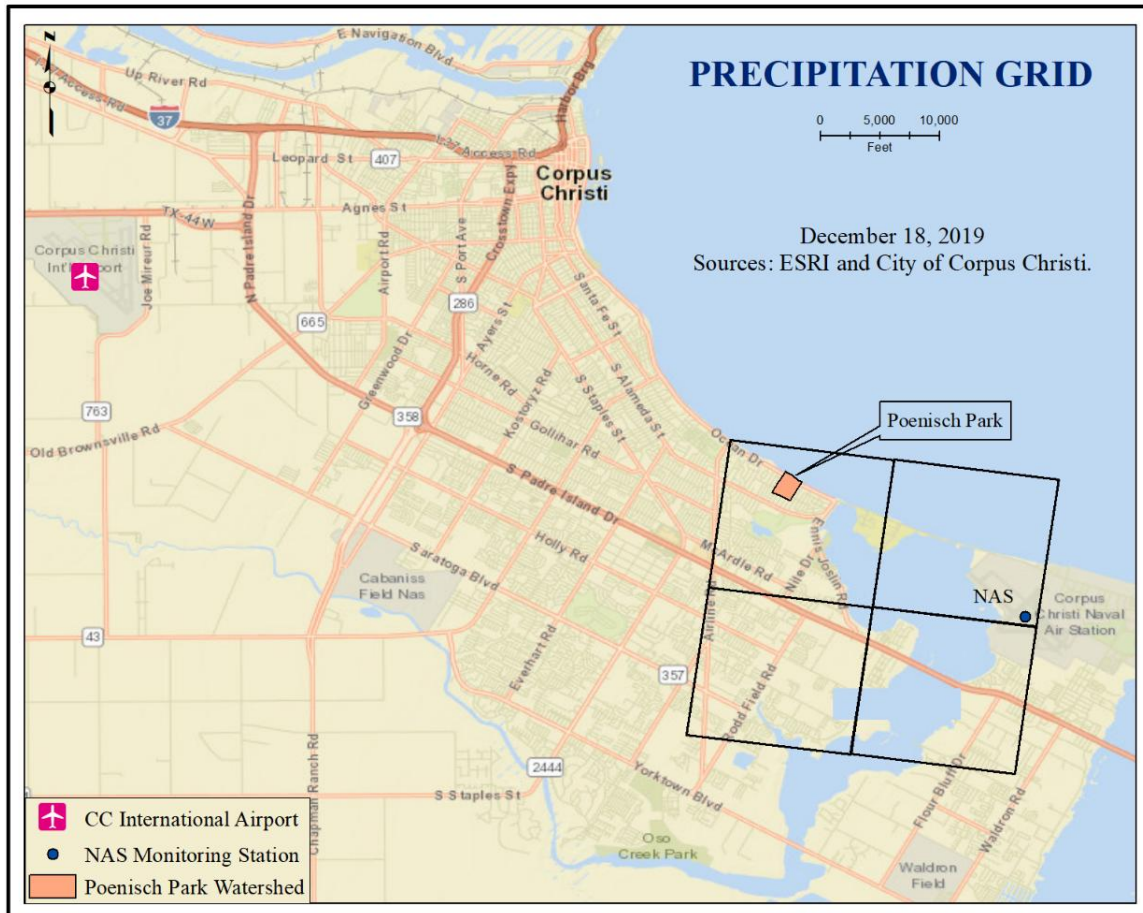 PRECIPITATION GRID
0 5,000 10,000
Feet
December 18, 2019
Sources: ESRI and City of Corpus Christi.
N
E Navigation Blvd
Up River Rd
Harbor Brg
37
I-37 Access Rd
Leopard St
407
Corpus
Christi
Agnes St
TX-44 W
Corpus Christi
Int'l Airport
Joe Mireur Rd
N Padre Island Dr
Airport Rd
S Port Ave
Crosstown Expy
286
Santa Fe St
665
Ayers St
Greenwood Dr
Horne Rd
Kostoryz Rd
S Staples St
S Alameda St
763
358
Gollihar Rd
Ocean Dr
Poenisch Park
Old Brownsville Rd
S Padre Island Dr
McArdle Rd
Nile Dr
Ennis Joslin Rd
Holly Rd
Saratoga Blvd
Cabaniss
Field Nas
Airline Rd
NAS
Corpus
Christi Naval
Air Station
43
Everhart Rd
357
Rodd Field Rd
2444
Yorktown Blvd
S Staples St
Chapman Ranch Rd
Flour Bluff Dr
Waldron Rd
Oso
Creek Park
Waldron
Field
CC International Airport
NAS Monitoring Station
Poenisch Park Watershed